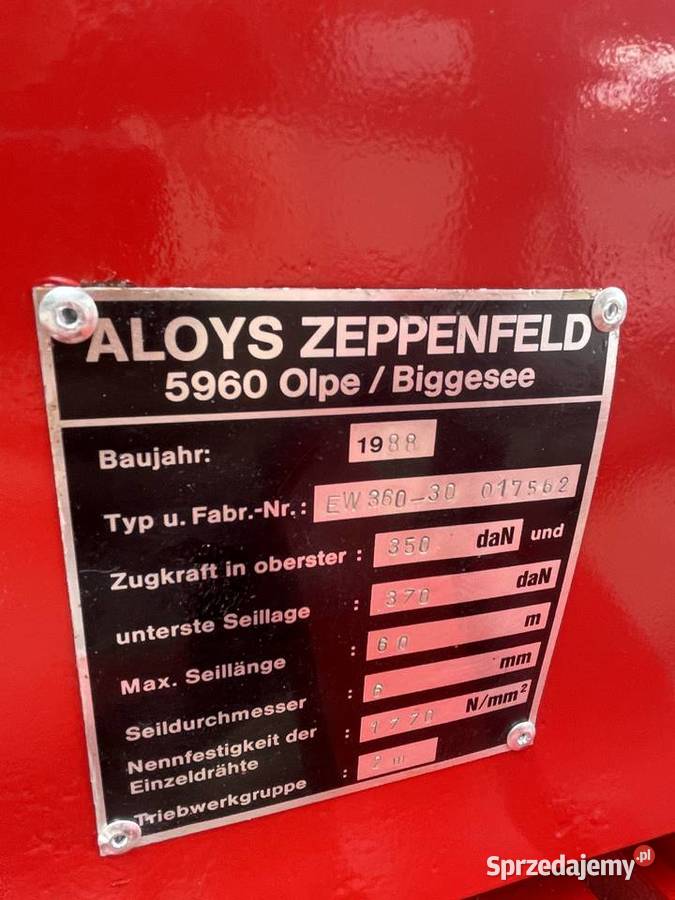 ALOYS ZEPPENFELD
5960 Olpe / Biggesee
Baujahr: 1988
Typ u. Fabr.-Nr.: EW 360-30 017562
Zugkraft in oberster : 350 daN und
unterste Seillage : 370 daN
Max. Seillänge : 60 m
Seildurchmesser : 6 mm
Nennfestigkeit der
Einzeldrähte : 1770 N/mm²
Triebwerkgruppe : 2 m
Sprzedajemy.pl